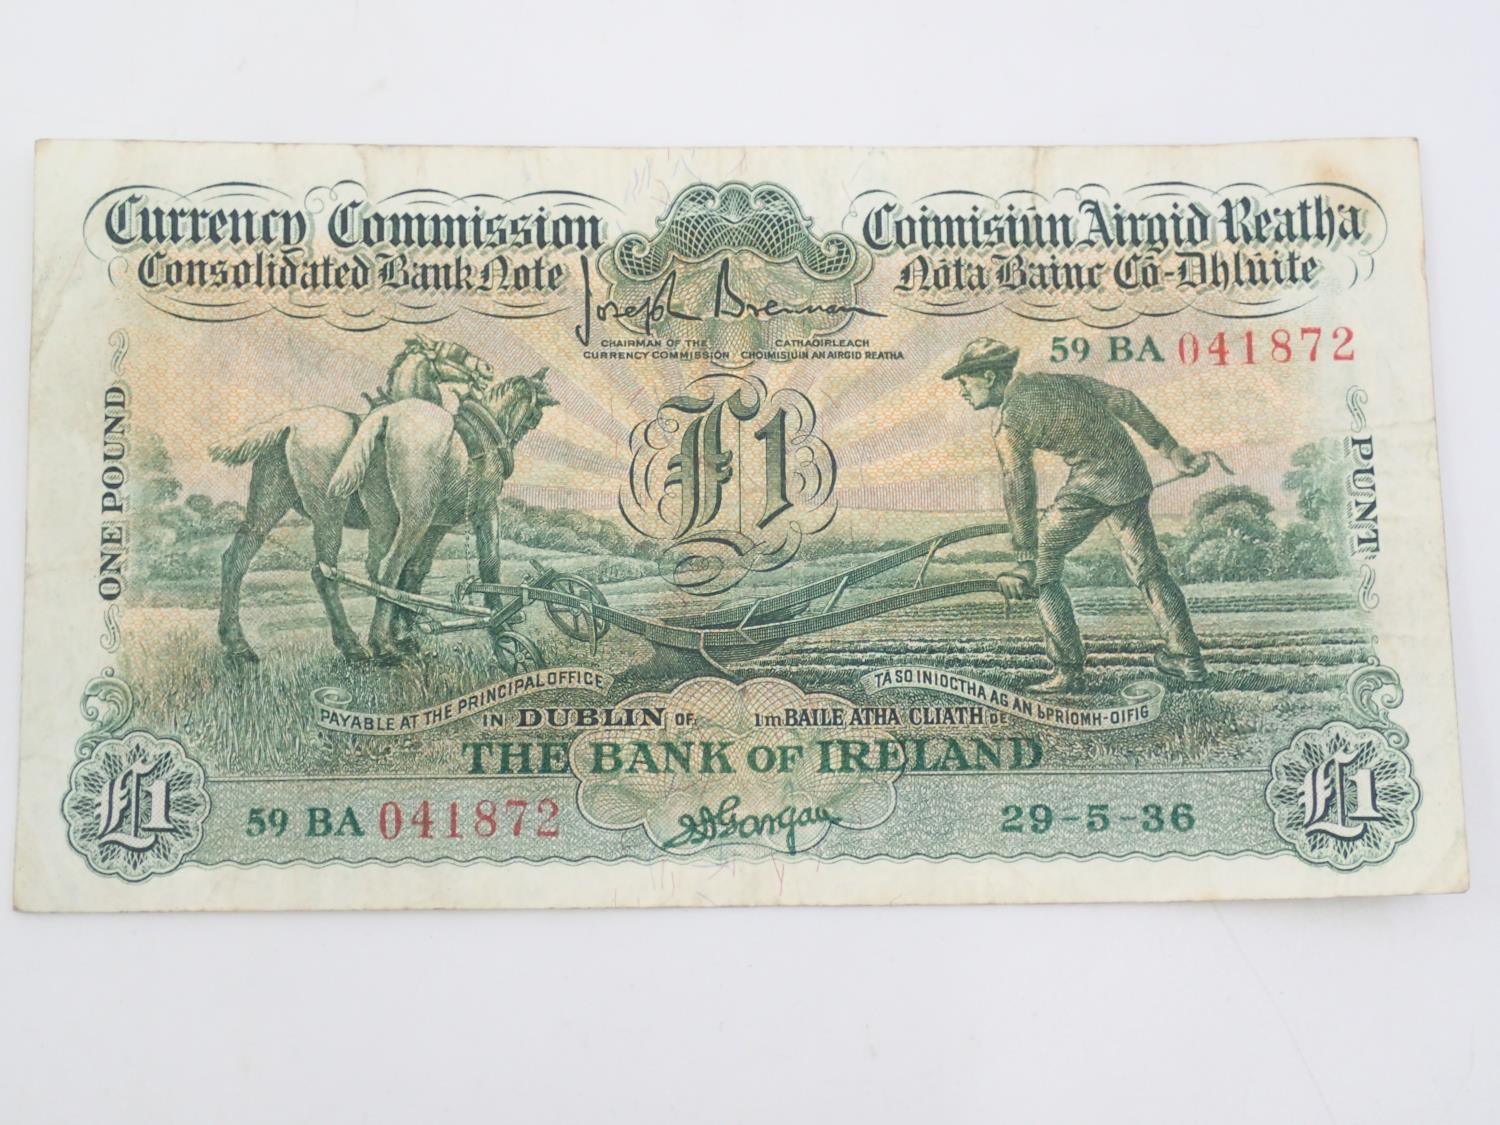 Currency Commission
Consolidated Bank Note
Coimisiún Airgid Reatha
Nóta Bainc Có-Dhlúite
Joseph Brennan
CHAIRMAN OF THE
CURRENCY COMMISSION
CATHAOIRLEACH
CHOIMISIÚIN AN AIRGID REATHA
59 BA 041872
ONE POUND
£1
PUNT
PAYABLE AT THE PRINCIPAL OFFICE
IN DUBLIN OF
TA SO INÍOCTHA AG AN bPRÍOMH-OIFIG
ImBAILE ATHA CLIATH DE
THE BANK OF IRELAND
£1
59 BA 041872
29-5-36
£1